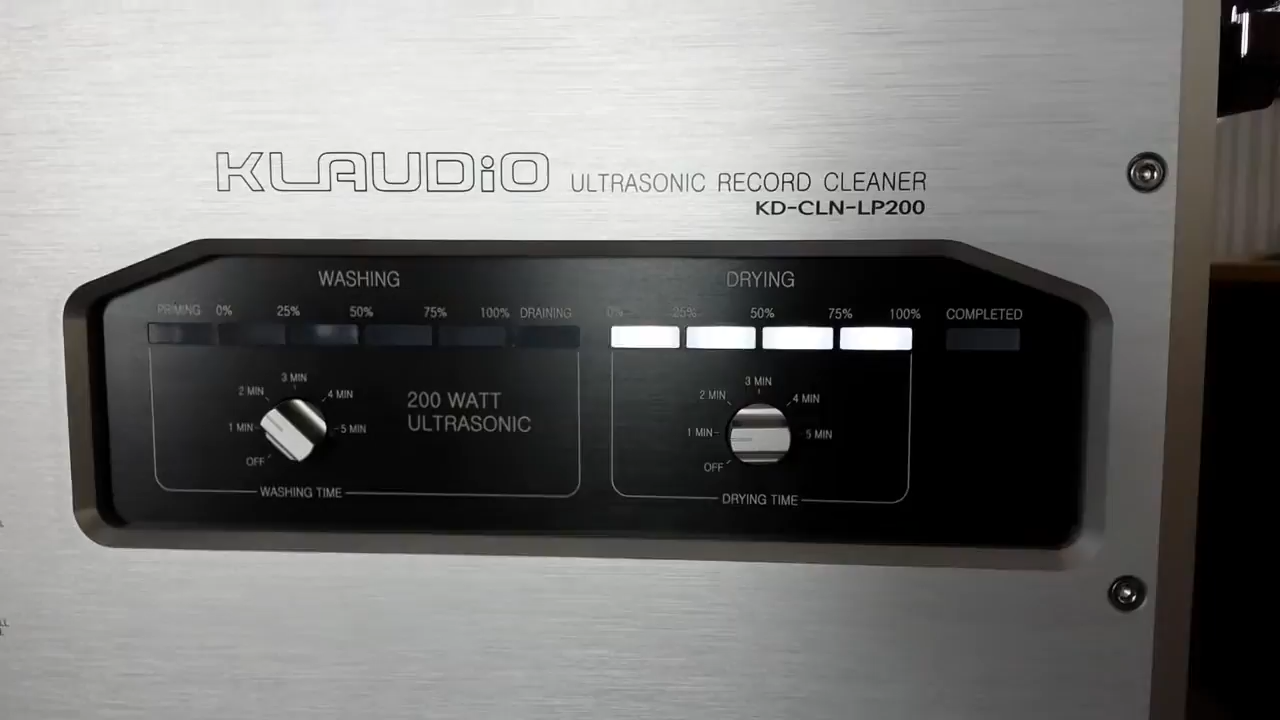 KLAUDiO ULTRASONIC RECORD CLEANER
KD-CLN-LP200
WASHING
PRIMING 0% 25% 50% 75% 100% DRAINING
3 MIN
2 MIN 4 MIN
1 MIN 5 MIN
OFF
200 WATT
ULTRASONIC
WASHING TIME
DRYING
0% 25% 50% 75% 100% COMPLETED
3 MIN
2 MIN 4 MIN
1 MIN 5 MIN
OFF
DRYING TIME